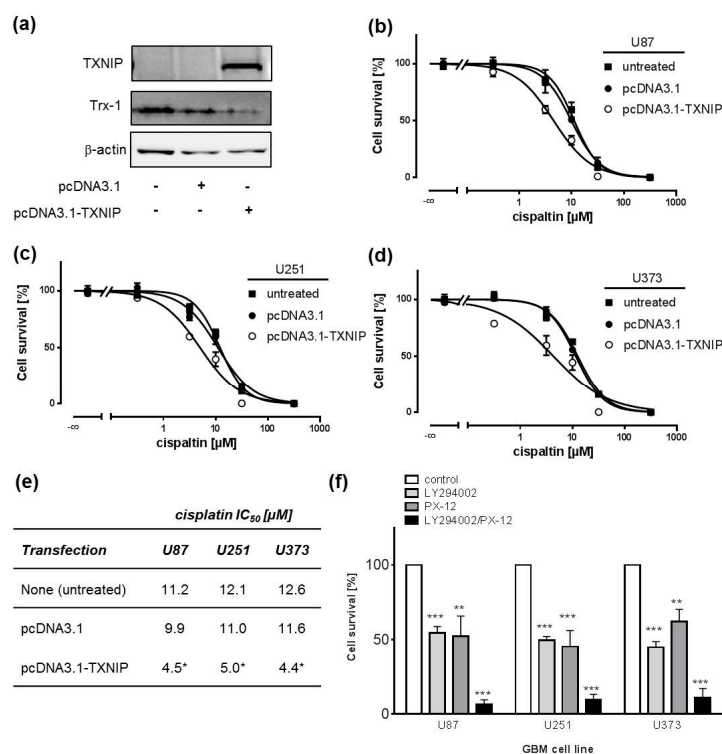 (a)
TXNIP
Trx-1
β-actin
pcDNA3.1 - + -
pcDNA3.1-TXNIP - - +
(b)
U87
untreated
pcDNA3.1
pcDNA3.1-TXNIP
Cell survival [%]
100
50
0
-∞ 1 10 100 1000
cispaltin [µM]
(c)
U251
untreated
pcDNA3.1
pcDNA3.1-TXNIP
Cell survival [%]
100
50
0
-∞ 1 10 100 1000
cispaltin [µM]
(d)
U373
untreated
pcDNA3.1
pcDNA3.1-TXNIP
Cell survival [%]
100
50
0
-∞ 1 10 100 1000
cispaltin [µM]
(e)
cisplatin IC50 [µM]
Transfection U87 U251 U373
None (untreated) 11.2 12.1 12.6
pcDNA3.1 9.9 11.0 11.6
pcDNA3.1-TXNIP 4.5* 5.0* 4.4*
(f)
control
LY294002
PX-12
LY294002/PX-12
Cell survival [%]
100
50
0
*** ** ***
*** *** ***
*** ** ***
U87 U251 U373
GBM cell line